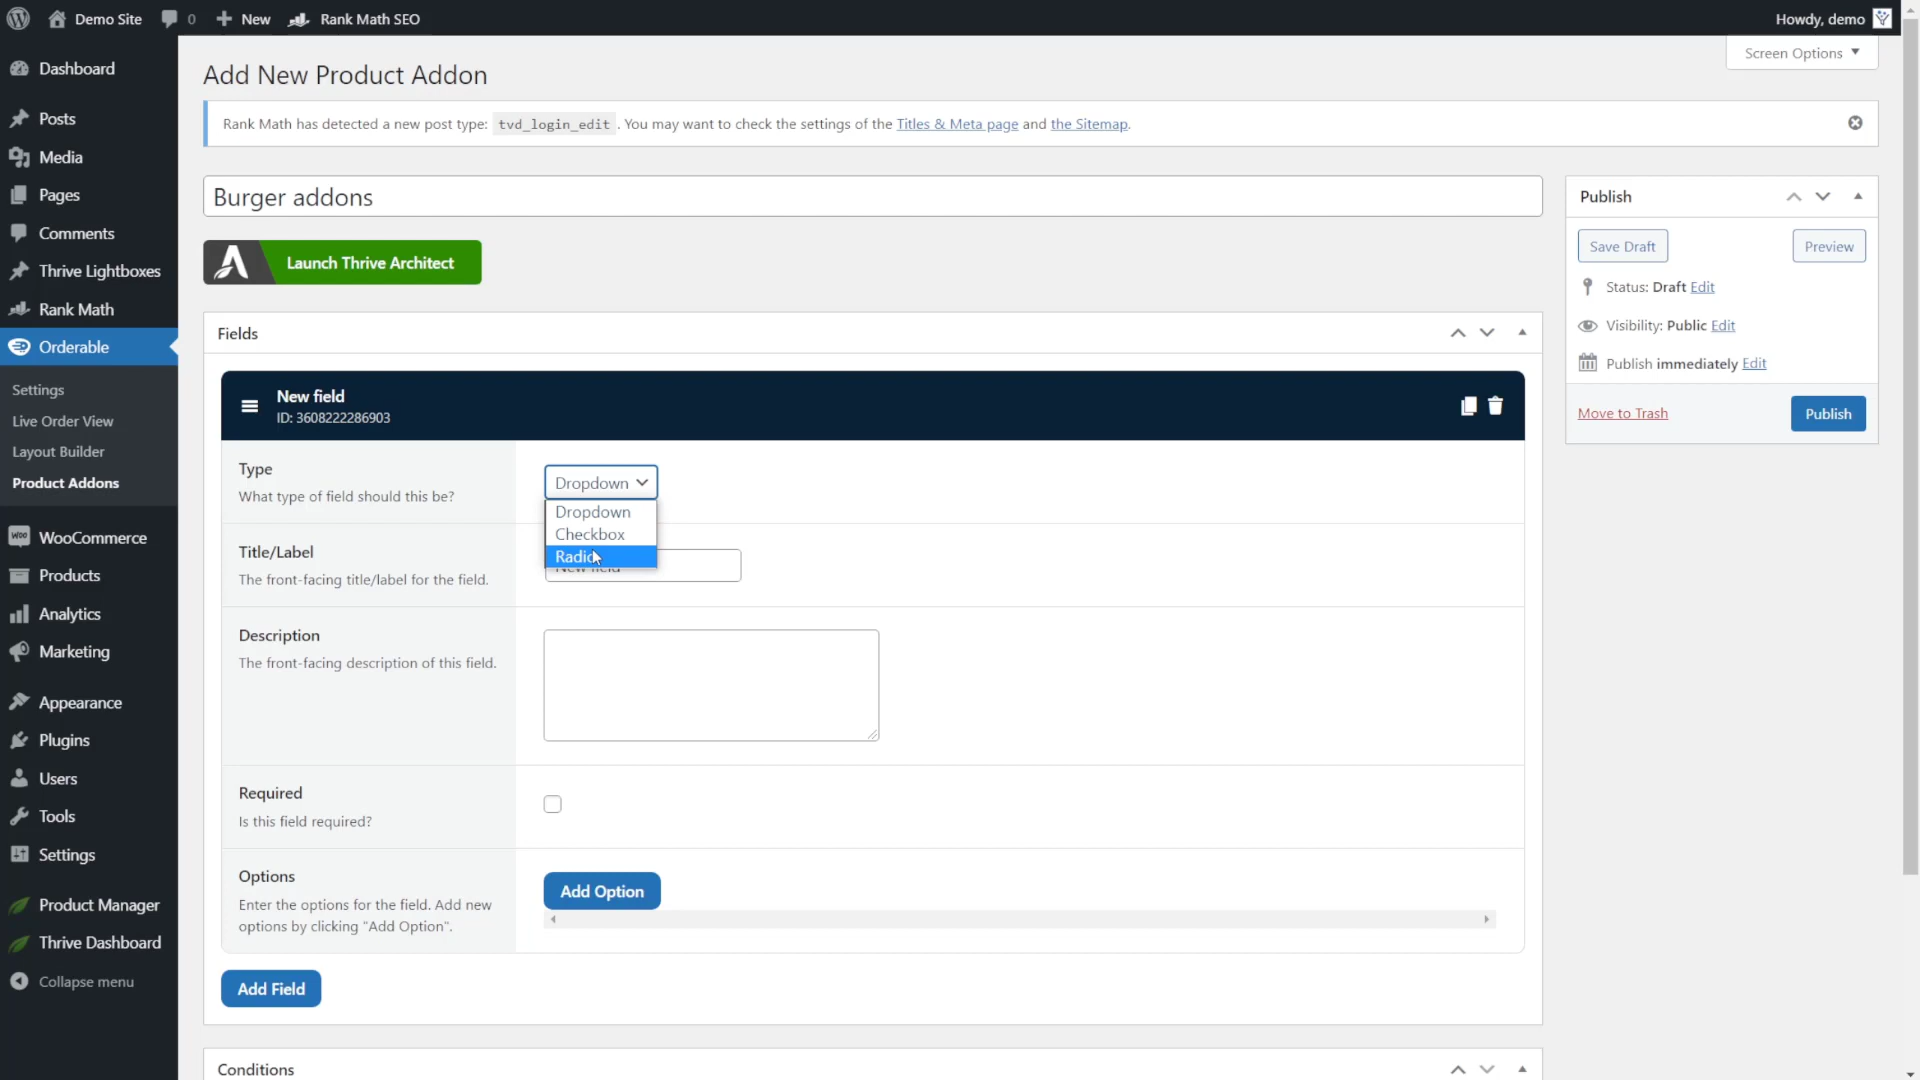 Demo Site
0
New
Rank Math SEO
Howdy, demo
Screen Options
Dashboard
Posts
Media
Pages
Comments
Thrive Lightboxes
Rank Math
Orderable
Settings
Live Order View
Layout Builder
Product Addons
WOO WooCommerce
Products
Analytics
Marketing
Appearance
Plugins
Users
Tools
Settings
Product Manager
Thrive Dashboard
Collapse menu
Add New Product Addon
Rank Math has detected a new post type: tvd_login_edit . You may want to check the settings of the Titles & Meta page and the Sitemap.
Burger addons
Launch Thrive Architect
Fields
New field
ID: 3608222286903
Type
What type of field should this be?
Dropdown
Dropdown
Checkbox
Radio
Title/Label
The front-facing title/label for the field.
New field
Description
The front-facing description of this field.
Required
Is this field required?
Options
Enter the options for the field. Add new
options by clicking "Add Option".
Add Option
Add Field
Conditions
Publish
Save Draft
Preview
Status: Draft Edit
Visibility: Public Edit
Publish immediately Edit
Move to Trash
Publish